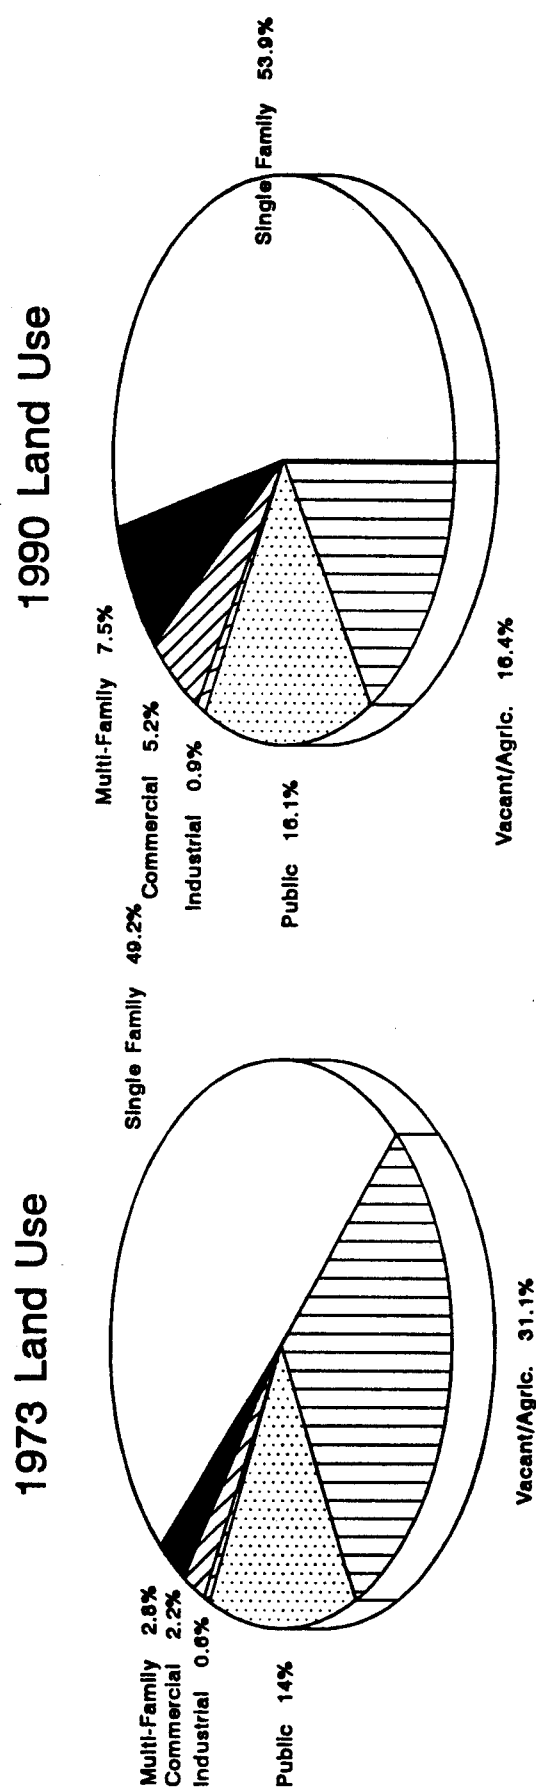 1973 Land Use
Single Family 49.2%
Multi-Family 2.8%
Commercial 2.2%
Industrial 0.6%
Public 14%
Vacant/Agric. 31.1%
1990 Land Use
Single Family 53.9%
Multi-Family 7.5%
Commercial 5.2%
Industrial 0.9%
Public 16.1%
Vacant/Agric. 16.4%